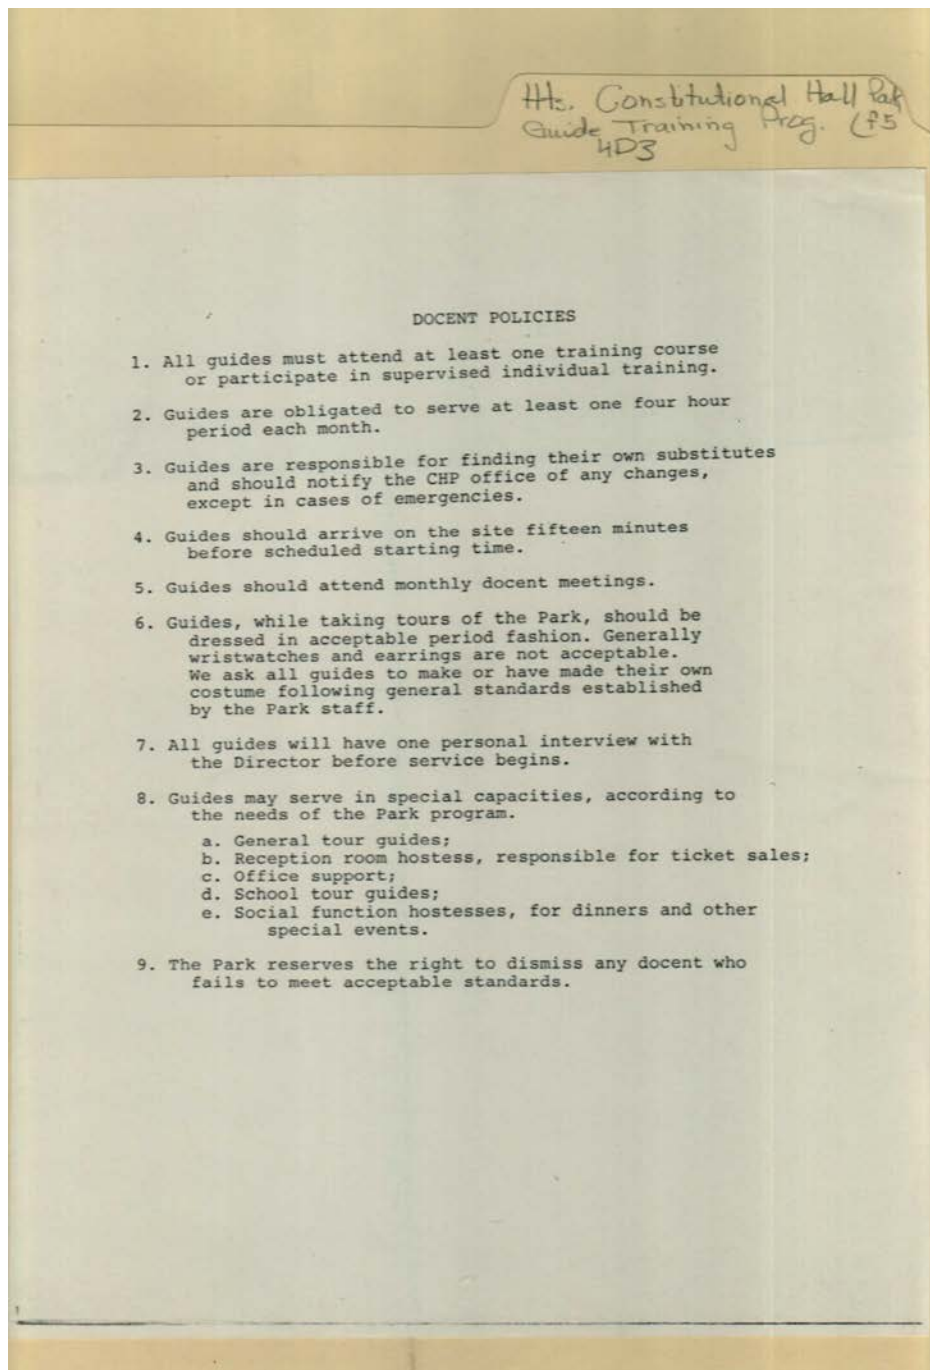 Hts. Constitutional Hall Park
Guide Training Prog. (f5
4D3
DOCENT POLICIES
1. All guides must attend at least one training course
or participate in supervised individual training.
2. Guides are obligated to serve at least one four hour
period each month.
3. Guides are responsible for finding their own substitutes
and should notify the CHP office of any changes,
except in cases of emergencies.
4. Guides should arrive on the site fifteen minutes
before scheduled starting time.
5. Guides should attend monthly docent meetings.
6. Guides, while taking tours of the Park, should be
dressed in acceptable period fashion. Generally
wristwatches and earrings are not acceptable.
We ask all guides to make or have made their own
costume following general standards established
by the Park staff.
7. All guides will have one personal interview with
the Director before service begins.
8. Guides may serve in special capacities, according to
the needs of the Park program.
a. General tour guides;
b. Reception room hostess, responsible for ticket sales;
c. Office support;
d. School tour guides;
e. Social function hostesses, for dinners and other
special events.
9. The Park reserves the right to dismiss any docent who
fails to meet acceptable standards.